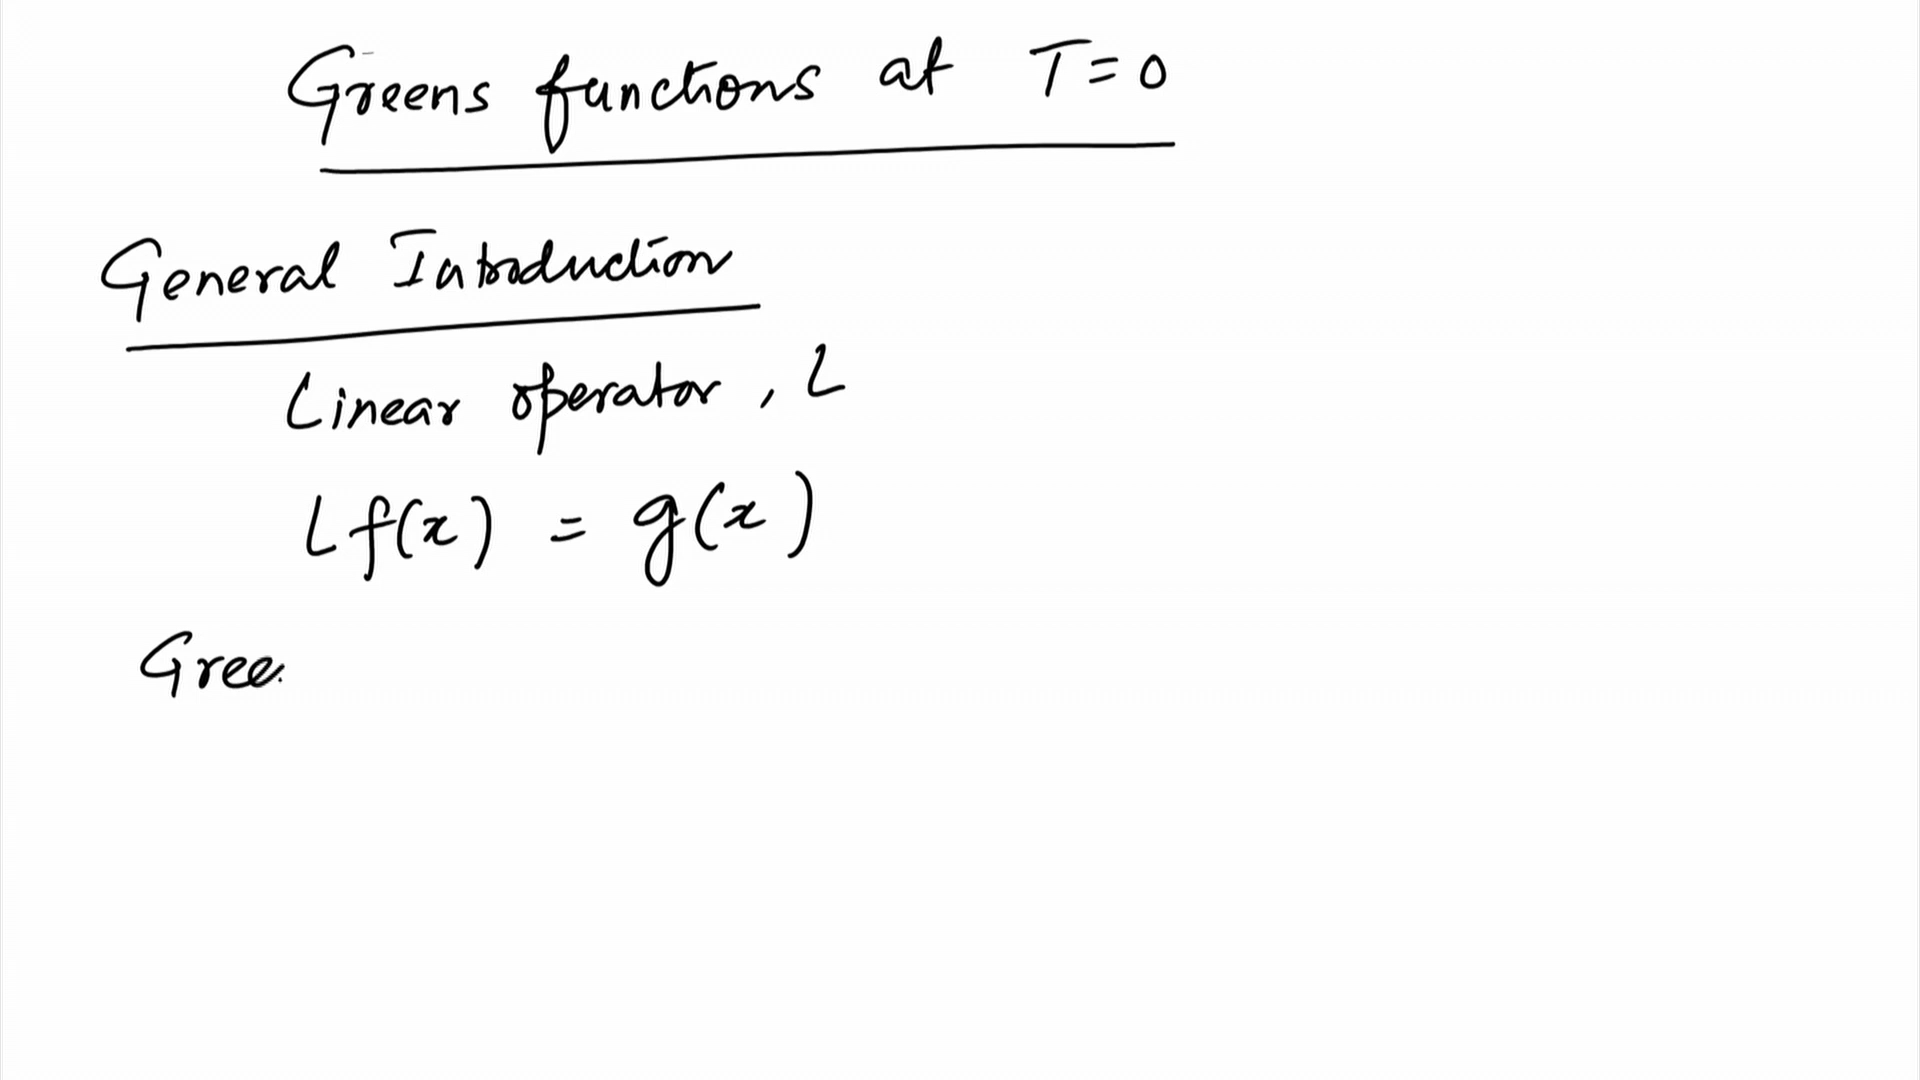 Greens functions at T=0
General Introduction
Linear operator, L
Lf(x) = g(x)
Gree